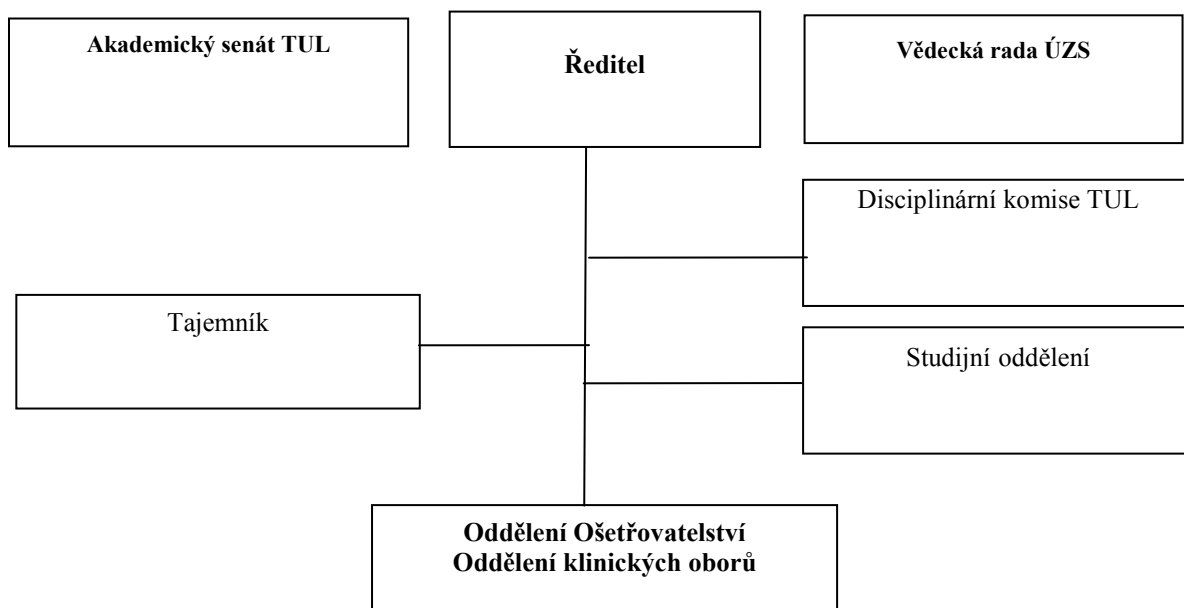 Akademický senát TUL
Ředitel
Vědecká rada ÚZS
Disciplinární komise TUL
Tajemník
Studijní oddělení
Oddělení Ošetřovatelství
Oddělení klinických oborů